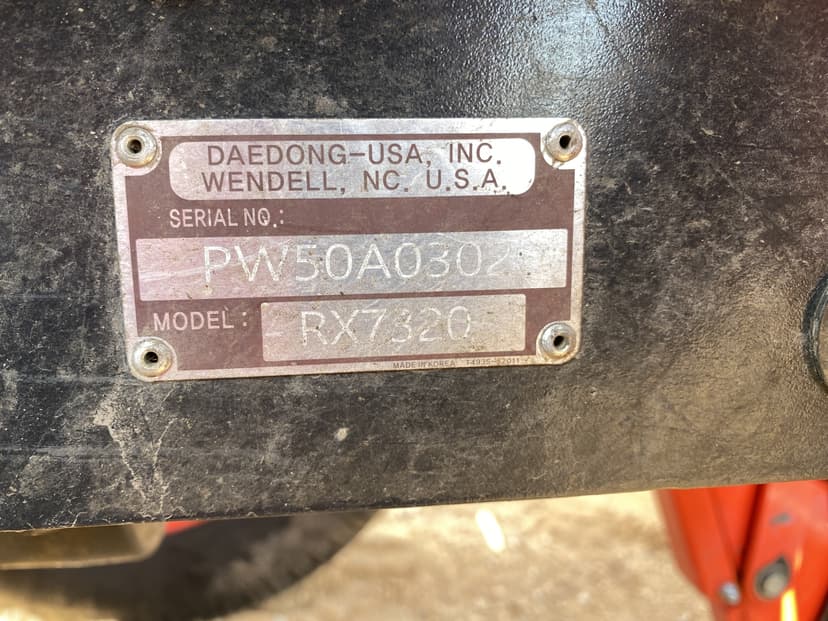 DAEDONG-USA, INC.
WENDELL, NC. U.S.A.
SERIAL NO.:
PW50A0302
MODEL: RX7320
MADE IN KOREA